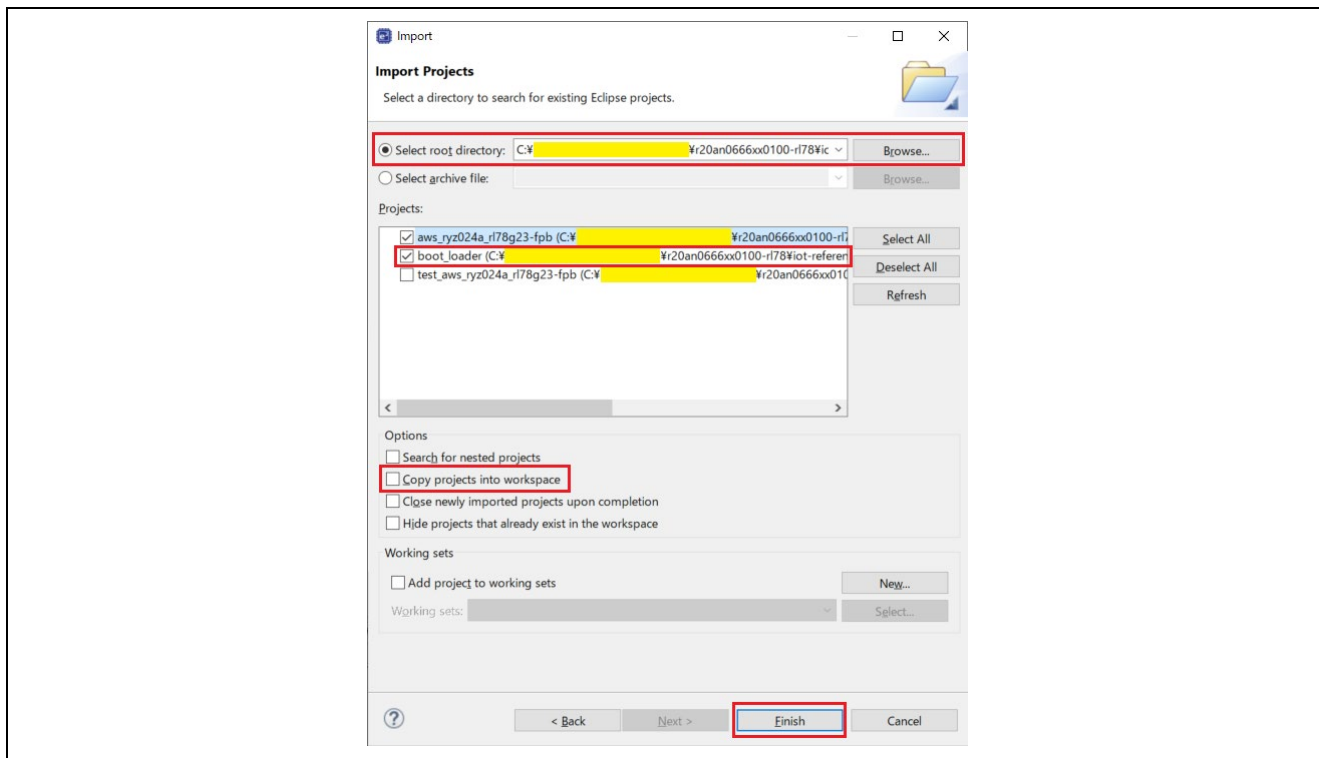 Import
Import Projects
Select a directory to search for existing Eclipse projects.
Select root directory: C:¥ ¥r20an0666xx0100-rl78¥ic Browse...
Select archive file: Browse...
Projects:
aws_ryz024a_rl78g23-fpb (C:¥ ¥r20an0666xx0100-rl7 Select All
boot_loader (C:¥ ¥r20an0666xx0100-rl78¥iot-referen Deselect All
test_aws_ryz024a_rl78g23-fpb (C:¥ ¥r20an0666xx010
Refresh
Options
Search for nested projects
Copy projects into workspace
Close newly imported projects upon completion
Hide projects that already exist in the workspace
Working sets
Add project to working sets New...
Working sets: Select...
? < Back Next > Finish Cancel